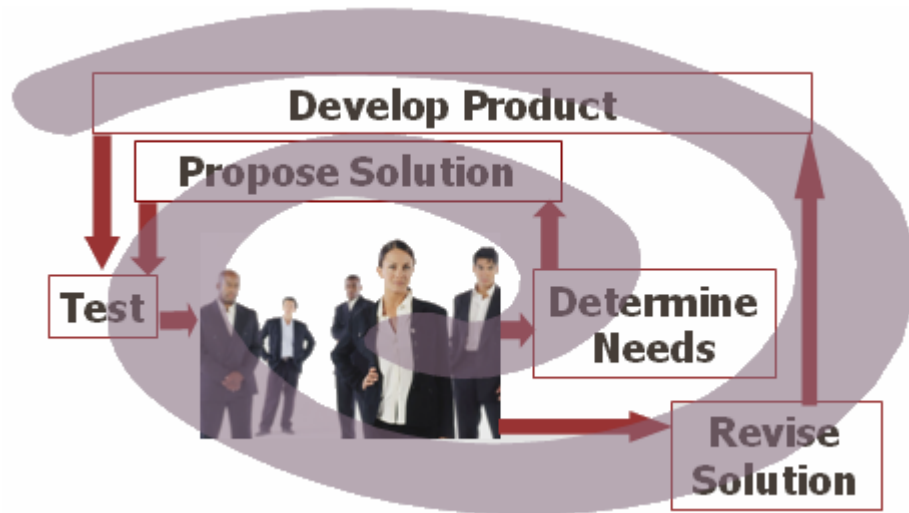 Develop Product
Propose Solution
Test
Determine
Needs
Revise
Solution